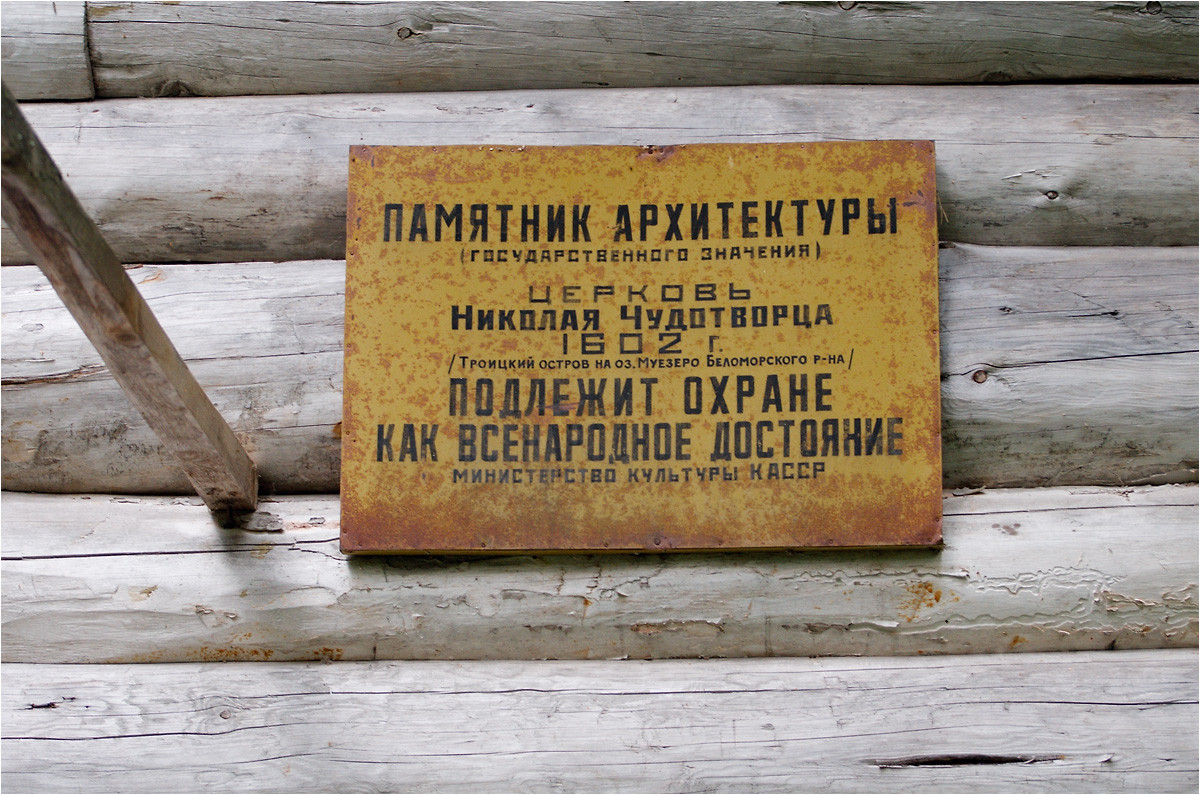 ПАМЯТНИК АРХИТЕКТУРЫ
(ГОСУДАРСТВЕННОГО ЗНАЧЕНИЯ)
ЦЕРКОВЬ
НИКОЛАЯ ЧУДОТВОРЦА
1602 Г.
/ТРОИЦКИЙ ОСТРОВ НА ОЗ. МУЕЗЕРО БЕЛОМОРСКОГО Р-НА/
ПОДЛЕЖИТ ОХРАНЕ
КАК ВСЕНАРОДНОЕ ДОСТОЯНИЕ
МИНИСТЕРСТВО КУЛЬТУРЫ КАССР